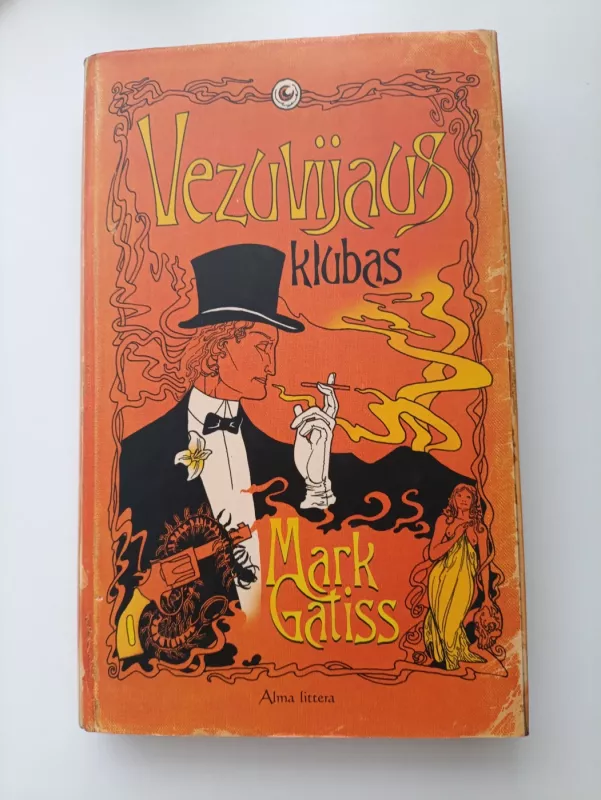 Vezuvijaus
klubas
Mark
Gatiss
Alma littera